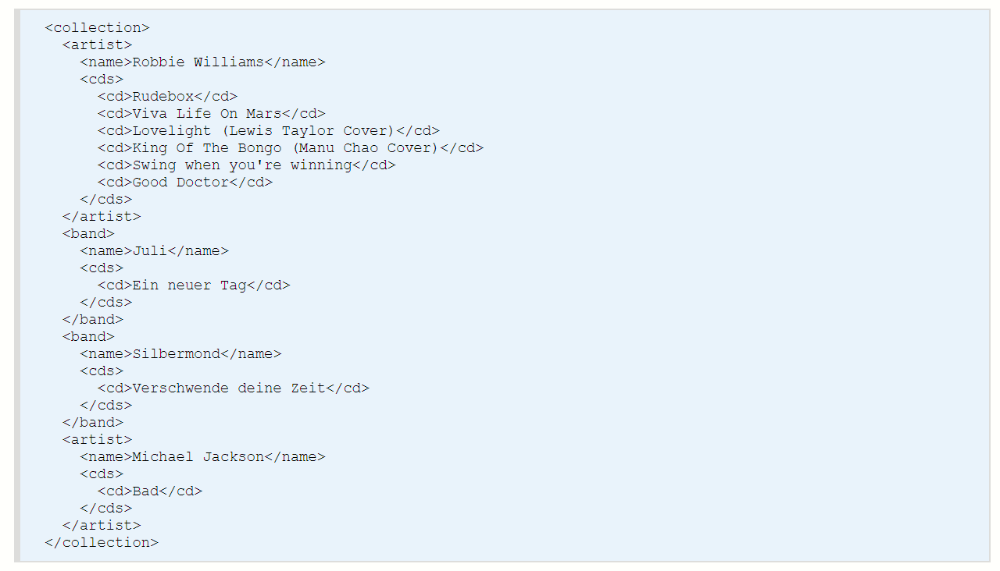 <collection>
  <artist>
    <name>Robbie Williams</name>
    <cds>
      <cd>Rudebox</cd>
      <cd>Viva Life On Mars</cd>
      <cd>Lovelight (Lewis Taylor Cover)</cd>
      <cd>King Of The Bongo (Manu Chao Cover)</cd>
      <cd>Swing when you're winning</cd>
      <cd>Good Doctor</cd>
    </cds>
  </artist>
  <band>
    <name>Juli</name>
    <cds>
      <cd>Ein neuer Tag</cd>
    </cds>
  </band>
  <band>
    <name>Silbermond</name>
    <cds>
      <cd>Verschwende deine Zeit</cd>
    </cds>
  </band>
  <artist>
    <name>Michael Jackson</name>
    <cds>
      <cd>Bad</cd>
    </cds>
  </artist>
</collection>